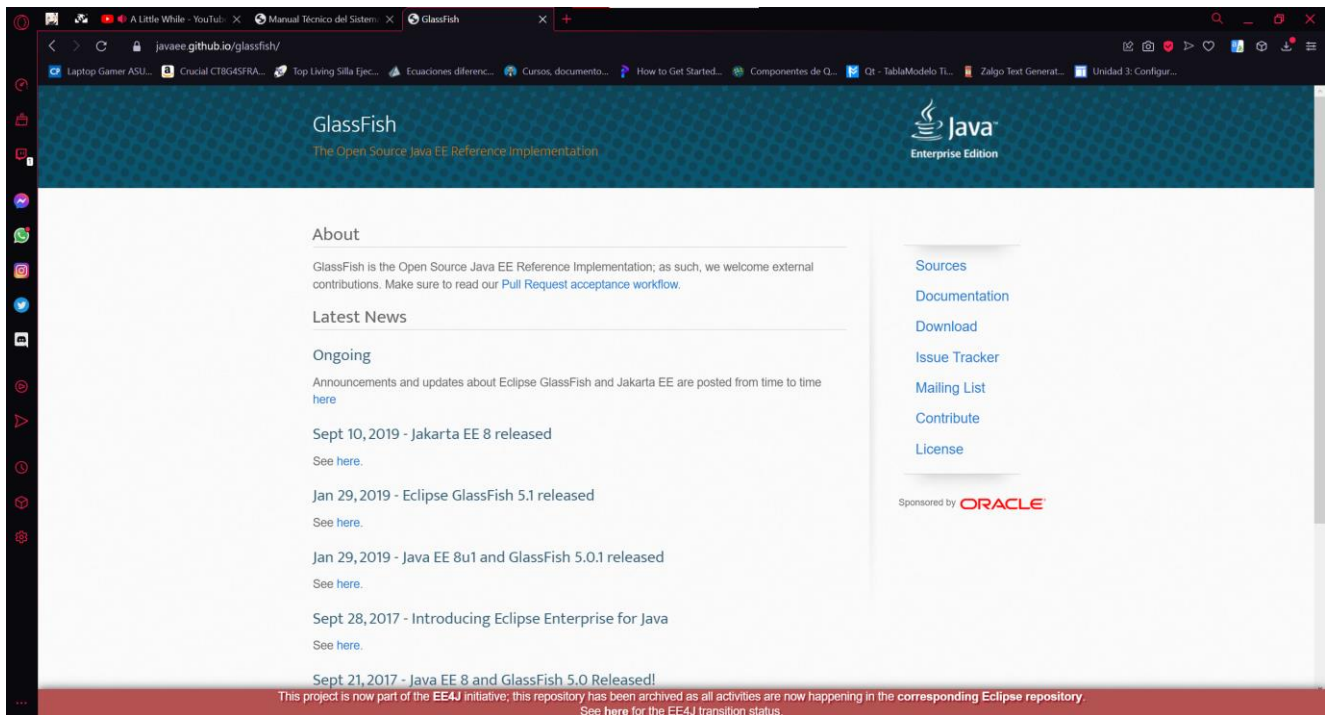 A Little While - YouTub
Manual Técnico del Sistem
GlassFish
javaee.github.io/glassfish/
Laptop Gamer ASU...
Crucial CT8G4SFRA...
Top Living Silla Ejec...
Ecuaciones diferenc...
Cursos, documento...
How to Get Started...
Componentes de Q...
Qt - TablaModelo Ti...
Zalgo Text Generat...
Unidad 3: Configur...
GlassFish
The Open Source Java EE Reference Implementation
Java
Enterprise Edition
About
GlassFish is the Open Source Java EE Reference Implementation; as such, we welcome external
contributions. Make sure to read our Pull Request acceptance workflow.
Latest News
Ongoing
Announcements and updates about Eclipse GlassFish and Jakarta EE are posted from time to time
here
Sept 10, 2019 - Jakarta EE 8 released
See here.
Jan 29, 2019 - Eclipse GlassFish 5.1 released
See here.
Jan 29, 2019 - Java EE 8u1 and GlassFish 5.0.1 released
See here.
Sept 28, 2017 - Introducing Eclipse Enterprise for Java
See here.
Sept 21, 2017 - Java EE 8 and GlassFish 5.0 Released!
Sources
Documentation
Download
Issue Tracker
Mailing List
Contribute
License
Sponsored by ORACLE
This project is now part of the EE4J initiative; this repository has been archived as all activities are now happening in the corresponding Eclipse repository.
See here for the EE4J transition status.